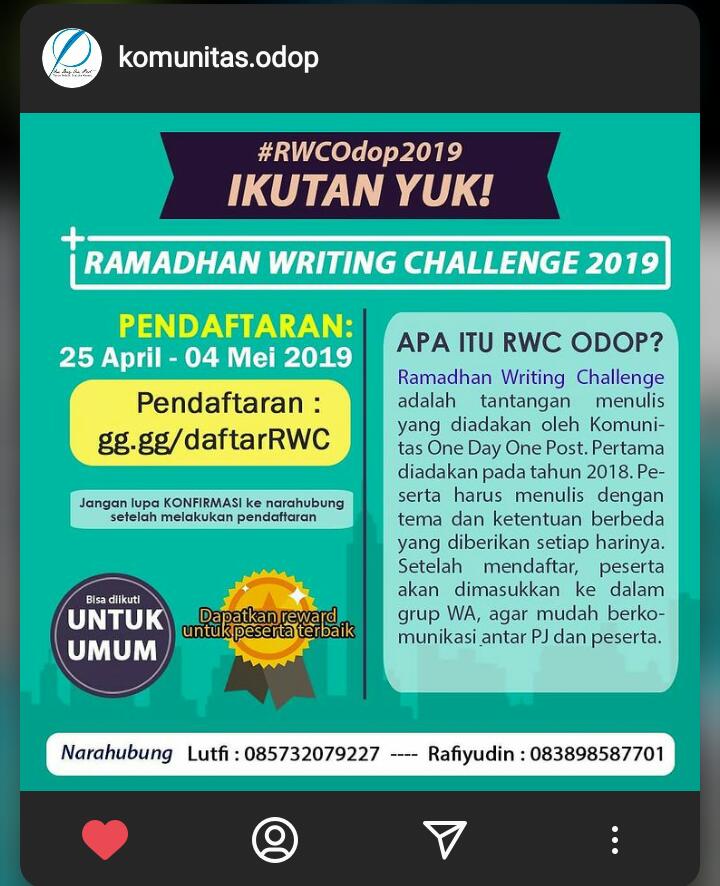 komunitas.odop
#RWCOdop2019
IKUTAN YUK!
RAMADHAN WRITING CHALLENGE 2019
PENDAFTARAN:
25 April - 04 Mei 2019
Pendaftaran :
gg.gg/daftarRWC
Jangan lupa KONFIRMASI ke narahubung
setelah melakukan pendaftaran
Bisa diikuti
UNTUK
UMUM
Dapatkan reward
untuk peserta terbaik
APA ITU RWC ODOP?
Ramadhan Writing Challenge
adalah tantangan menulis
yang diadakan oleh Komuni-
tas One Day One Post. Pertama
diadakan pada tahun 2018. Pe-
serta harus menulis dengan
tema dan ketentuan berbeda
yang diberikan setiap harinya.
Setelah mendaftar, peserta
akan dimasukkan ke dalam
grup WA, agar mudah berko-
munikasi antar PJ dan peserta.
Narahubung Lutfi : 085732079227 ---- Rafiyudin : 083898587701